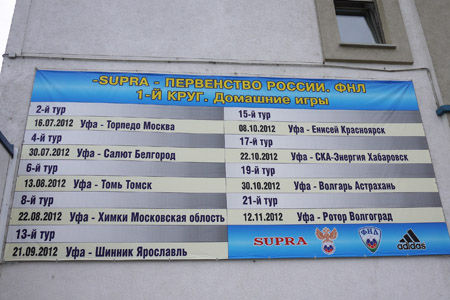 -SUPRA - ПЕРВЕНСТВО РОССИИ. ФНЛ
1-Й КРУГ. Домашние игры
2-й тур
16.07.2012 Уфа - Торпедо Москва
4-й тур
30.07.2012 Уфа - Салют Белгород
6-й тур
13.08.2012 Уфа - Томь Томск
8-й тур
22.08.2012 Уфа - Химки Московская облость
13-й тур
21.09.2012 Уфа - Шинник Ярославль
15-й тур
08.10.2012 Уфа - Енисей Красноярск
17-й тур
22.10.2012 Уфа - СКА-Энергия Хабаровск
19-й тур
30.10.2012 Уфа - Волгарь Астрахань
21-й тур
12.11.2012 Уфа - Ротор Волгоград
SUPRA ФНЛ adidas